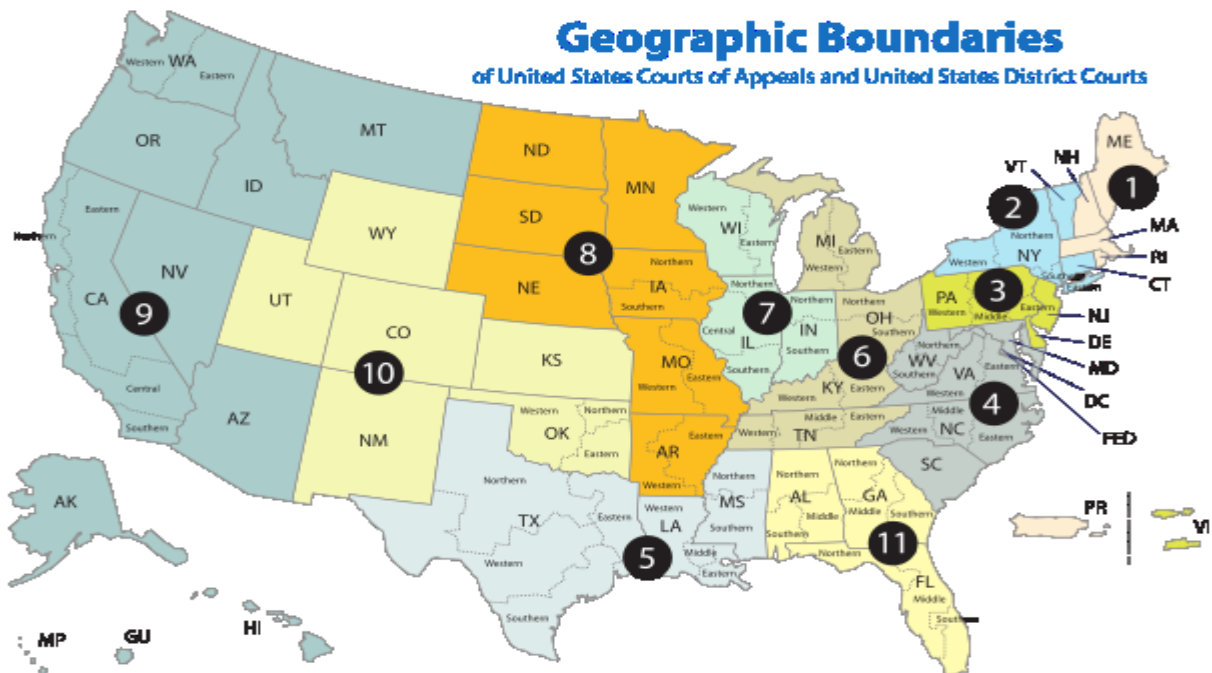 Geographic Boundaries
of United States Courts of Appeals and United States District Courts
Western WA
Eastern
OR
MT
ID
ND
MN
SD
8
NE
WY
Eastern
Northern
NV
CA
9
Central
Southern
UT
CO
10
KS
AZ
NM
Western
Northern
OK
Eastern
Northern
IA
Southern
MO
Western
Eastern
AR
Eastern
Western
Western
WI
Eastern
Northern
7
Central
IL
Southern
Northern
IN
Southern
MI
Eastern
Western
Northern
OH
Southern
6
KY
Western
Eastern
Western
Middle
Eastern
TN
ME
1
NH
VT
2
Northern
Western
NY
Southern
Eastern
MA
RI
CT
PA
3
Western
Middle
Eastern
NJ
DE
MD
DC
FED
Northern
WV
Southern
VA
Eastern
Western
4
Middle
Western
NC
Eastern
SC
Northern
TX
Eastern
Western
Southern
Western
LA
Middle
Eastern
5
Northern
MS
Southern
Northern
AL
Middle
Southern
Northern
GA
Middle
Southern
11
Northern
FL
Middle
Southern
AK
MP
GU
HI
PR
VI